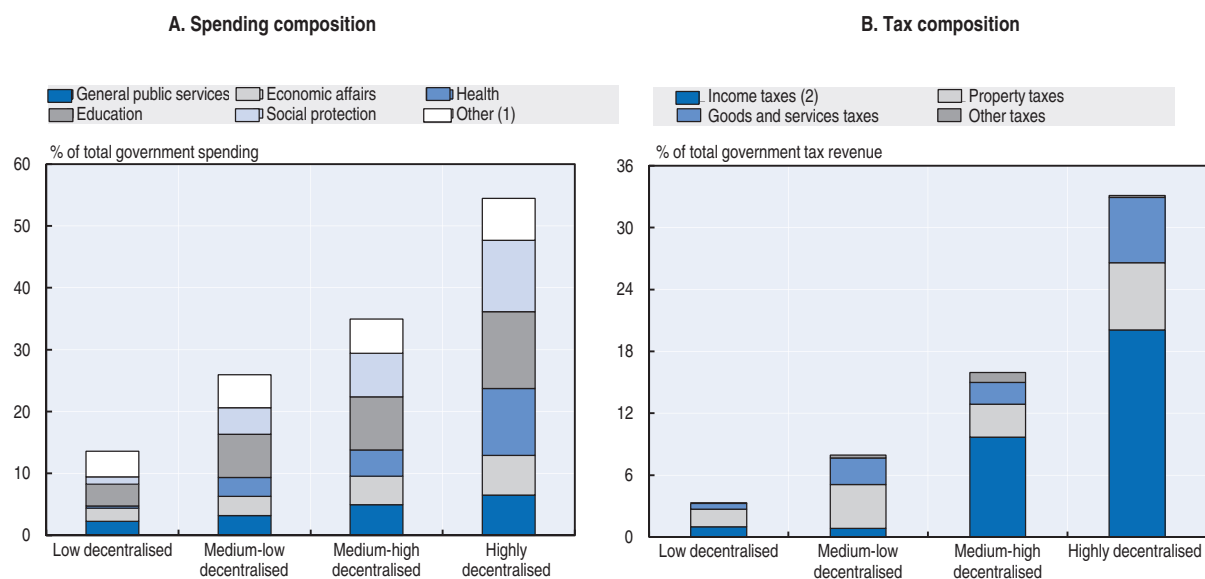 A. Spending composition
General public services Economic affairs Health
Education Social protection Other (1)
% of total government spending
60
50
40
30
20
10
0
Low decentralised Medium-low decentralised Medium-high decentralised Highly decentralised
B. Tax composition
Income taxes (2) Property taxes
Goods and services taxes Other taxes
% of total government tax revenue
36
30
24
18
12
6
0
Low decentralised Medium-low decentralised Medium-high decentralised Highly decentralised